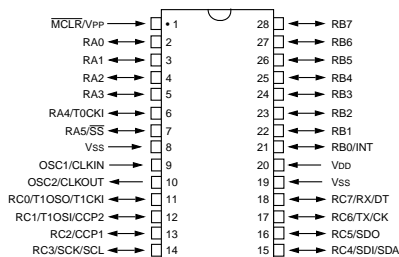 MCLR/VPP • 1 28 RB7
RA0 2 27 RB6
RA1 3 26 RB5
RA2 4 25 RB4
RA3 5 24 RB3
RA4/T0CKI 6 23 RB2
RA5/SS 7 22 RB1
VSS 8 21 RB0/INT
OSC1/CLKIN 9 20 VDD
OSC2/CLKOUT 10 19 VSS
RC0/T1OSO/T1CKI 11 18 RC7/RX/DT
RC1/T1OSI/CCP2 12 17 RC6/TX/CK
RC2/CCP1 13 16 RC5/SDO
RC3/SCK/SCL 14 15 RC4/SDI/SDA